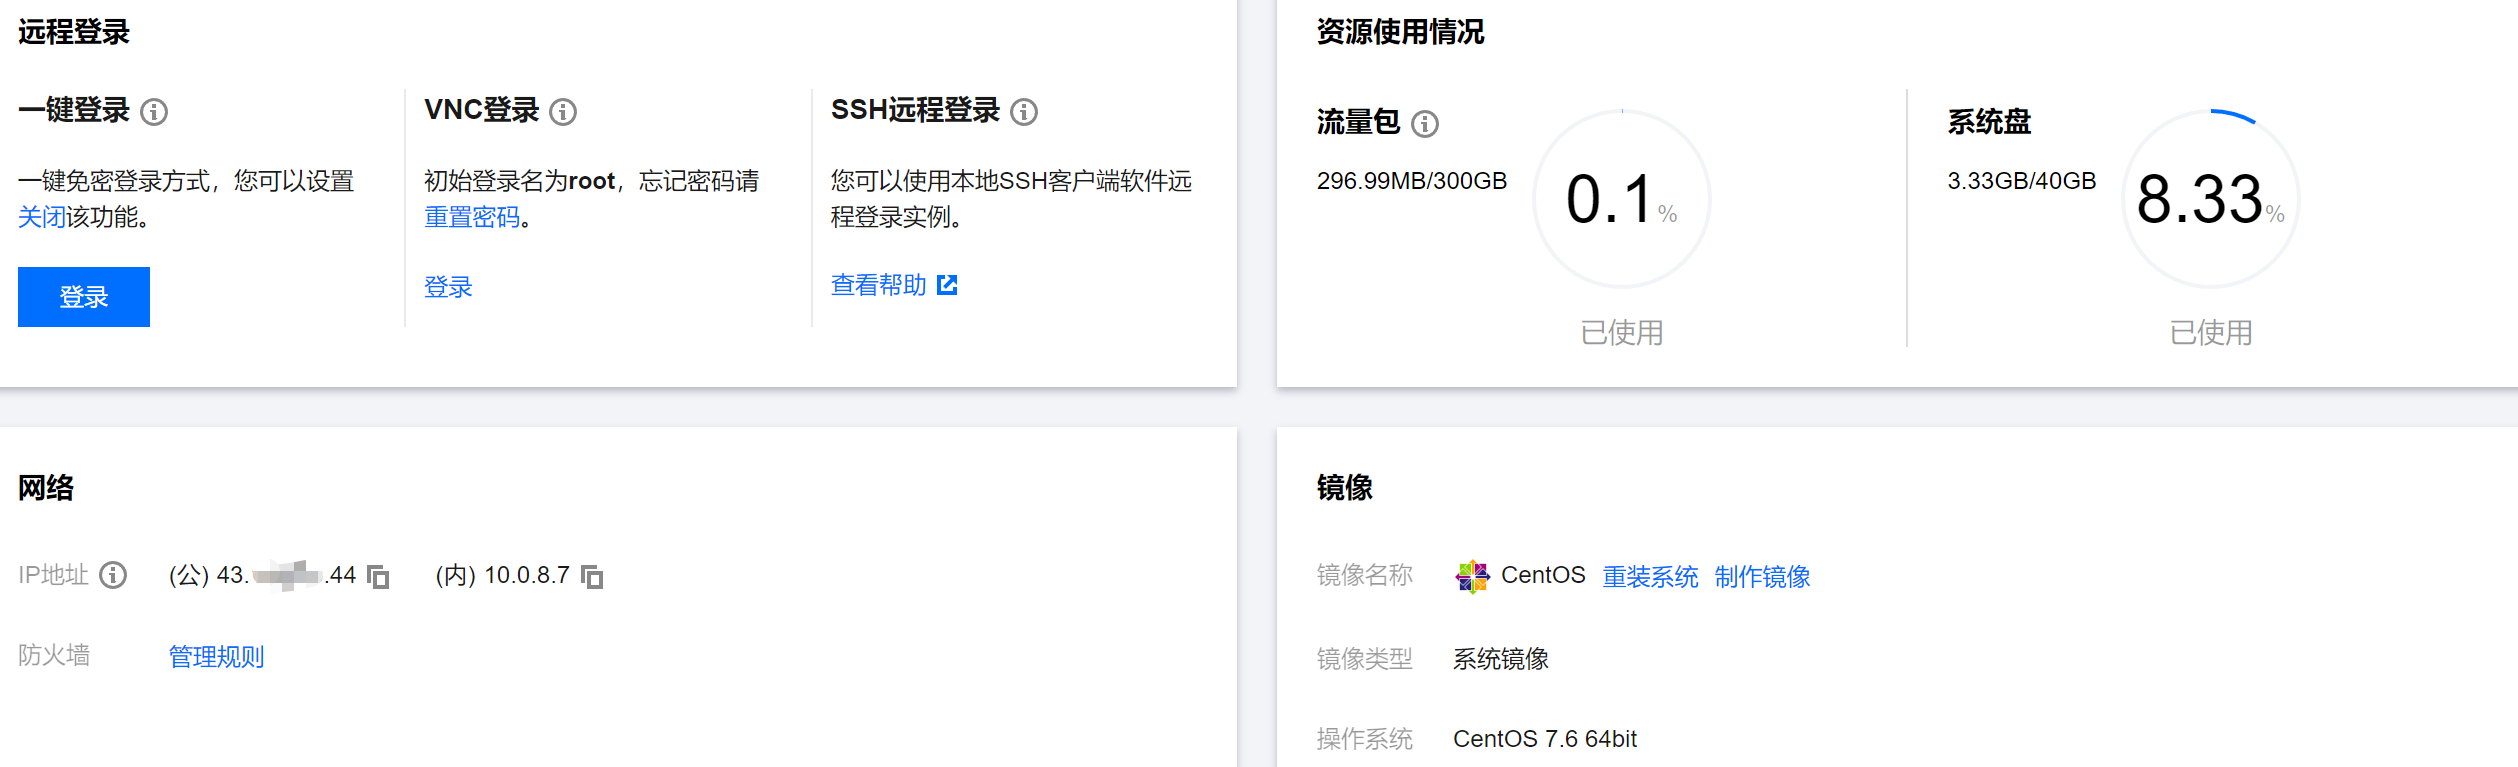 远程登录
一键登录
一键免密登录方式，您可以设置
关闭该功能。
登录
VNC登录
初始登录名为root，忘记密码请
重置密码。
登录
SSH远程登录
您可以使用本地SSH客户端软件远
程登录实例。
查看帮助
资源使用情况
流量包
296.99MB/300GB
0.1%
已使用
系统盘
3.33GB/40GB
8.33%
已使用
网络
IP地址 (公) 43. .44 (内) 10.0.8.7
防火墙 管理规则
镜像
镜像名称 CentOS 重装系统 制作镜像
镜像类型 系统镜像
操作系统 CentOS 7.6 64bit